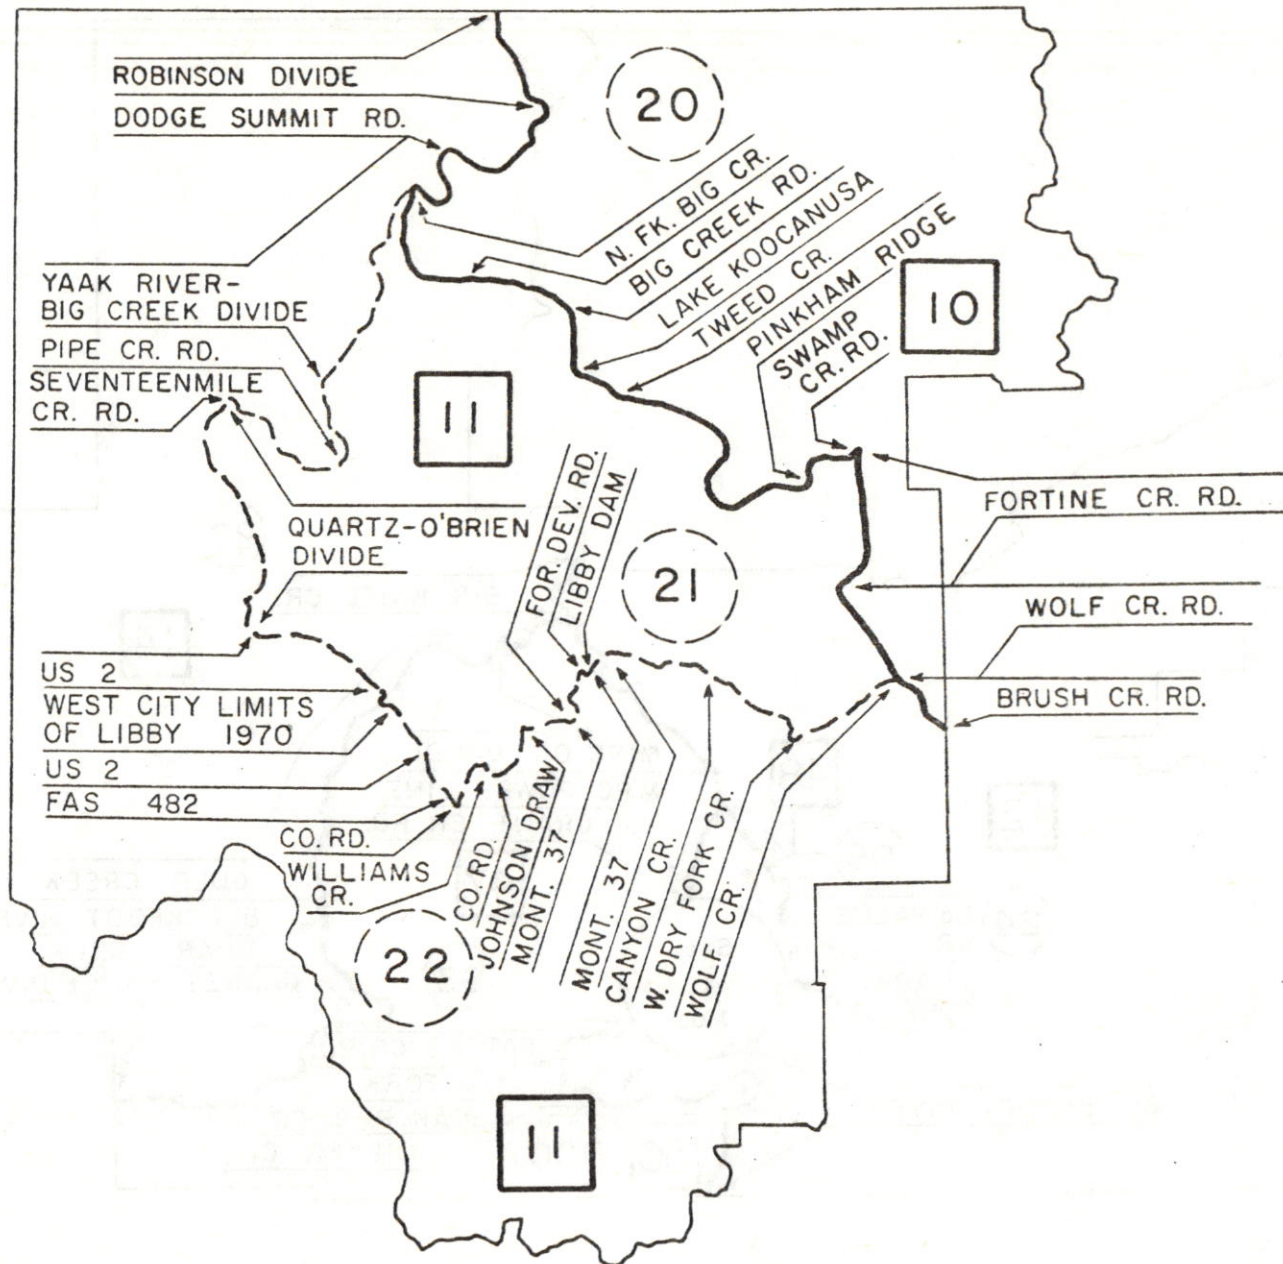 ROBINSON DIVIDE
DODGE SUMMIT RD.
20
N. FK. BIG CR.
BIG CREEK RD.
LAKE KOOCANUSA
TWEED CR.
PINKHAM RIDGE
SWAMP
CR. RD.
10
YAAK RIVER-
BIG CREEK DIVIDE
PIPE CR. RD.
SEVENTEENMILE
CR. RD.
11
QUARTZ-O'BRIEN
DIVIDE
FOR. DEV. RD.
LIBBY DAM
21
FORTINE CR. RD.
WOLF CR. RD.
BRUSH CR. RD.
US 2
WEST CITY LIMITS
OF LIBBY 1970
US 2
FAS 482
CO. RD.
WILLIAMS
CR.
CO. RD.
JOHNSON DRAW
MONT. 37
MONT. 37
CANYON CR.
W. DRY FORK CR.
WOLF CR.
22
11